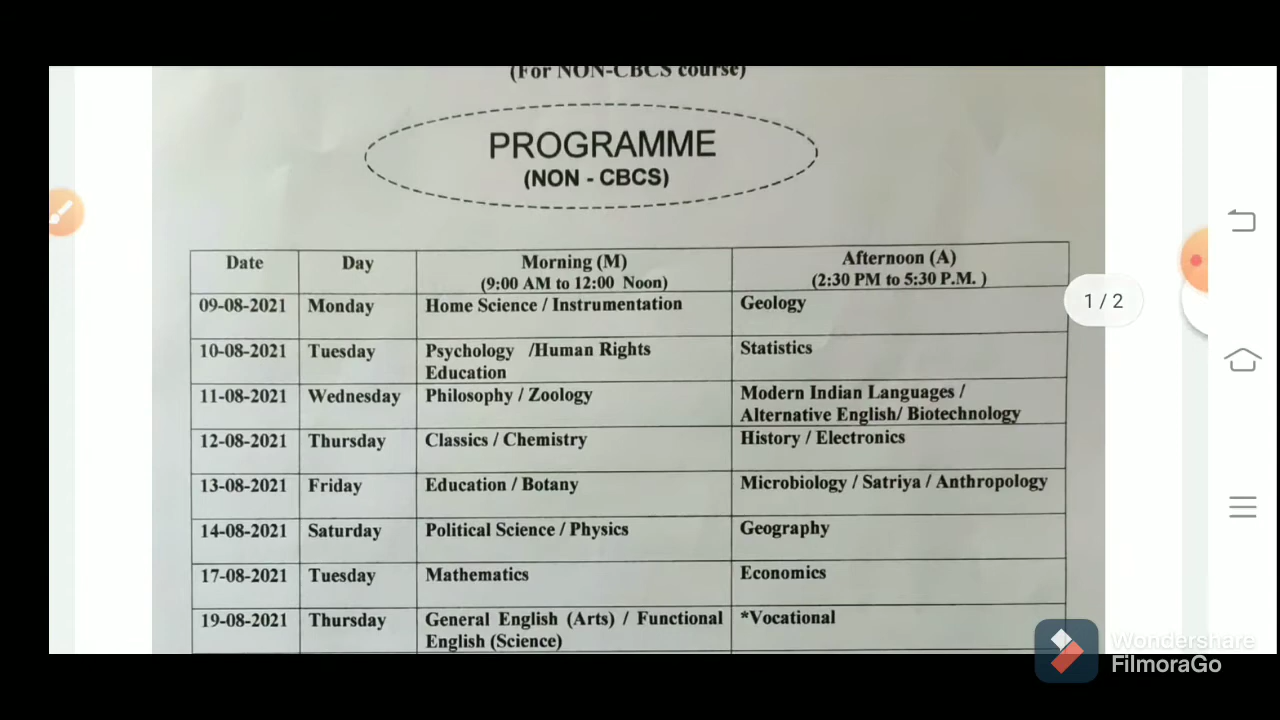 (For NON-CBCS course)
PROGRAMME
(NON - CBCS)
Date Day Morning (M) Afternoon (A)
(9:00 AM to 12:00 Noon) (2:30 PM to 5:30 P.M. )
09-08-2021 Monday Home Science / Instrumentation Geology
1 / 2
10-08-2021 Tuesday Psychology /Human Rights Statistics
Education
11-08-2021 Wednesday Philosophy / Zoology Modern Indian Languages /
Alternative English/ Biotechnology
12-08-2021 Thursday Classics / Chemistry History / Electronics
13-08-2021 Friday Education / Botany Microbiology / Satriya / Anthropology
14-08-2021 Saturday Political Science / Physics Geography
17-08-2021 Tuesday Mathematics Economics
19-08-2021 Thursday General English (Arts) / Functional *Vocational
English (Science)
Wondershare
FilmoraGo